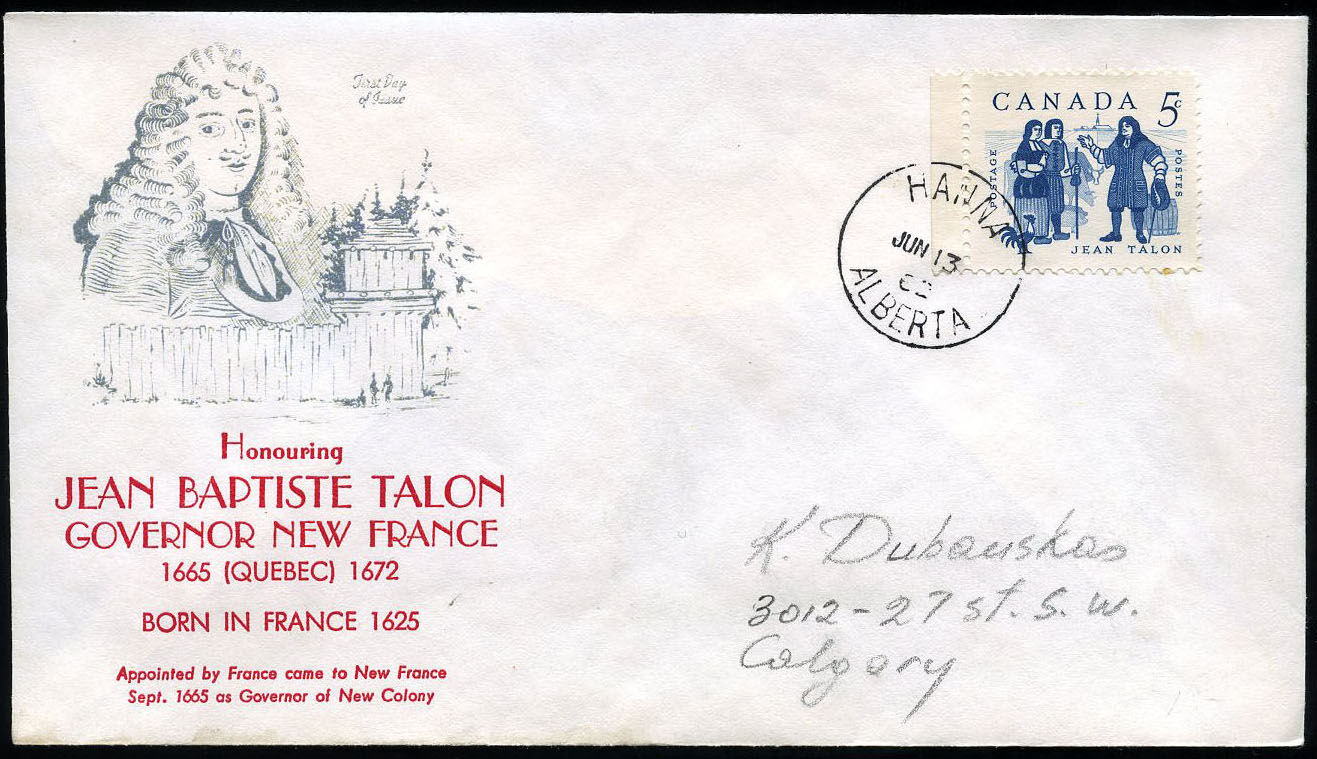 First Day
of Issue
CANADA 5c
POSTAGE
POSTES
JEAN TALON
HANNA
JUN 13
62
ALBERTA
Honouring
JEAN BAPTISTE TALON
GOVERNOR NEW FRANCE
1665 (QUEBEC) 1672
BORN IN FRANCE 1625
Appointed by France came to New France
Sept. 1665 as Governor of New Colony
K. Dubauskas
3012-27 st. S. W.
Calgary